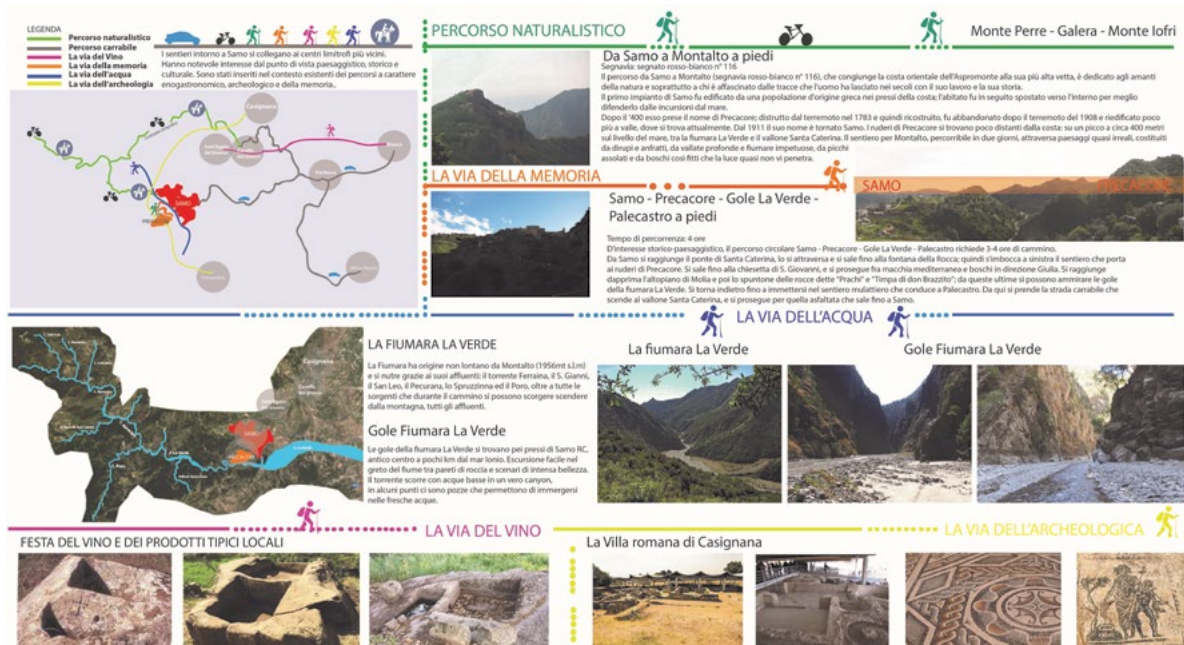 LEGENDA
Percorso naturalistico
Percorso carrabile
La via del Vino
La via della memoria
La via dell'acqua
La via dell'archeologia
I sentieri intorno a Samo si collegano ai centri limitrofi più vicini.
Hanno notevole interesse dal punto di vista paesaggistico, storico e
culturale. Sono stati inseriti nel contesto esistenti dei percorsi a carattere
enogastronomico, archeologico e della memoria..
Casignana
Bianco
SAMO
PERCORSO NATURALISTICO
Monte Perre - Galera - Monte Iofri
Da Samo a Montalto a piedi
Segnavia: segnato rosso-bianco n° 116
Il percorso da Samo a Montalto (segnavia rosso-bianco n° 116), che congiunge la costa orientale dell'Aspromonte alla sua più alta vetta, è dedicato agli amanti
della natura e soprattutto a chi è affascinato dalle tracce che l'uomo ha lasciato nei secoli con il suo lavoro e la sua storia.
Il primo impianto di Samo fu edificato da una popolazione d'origine greca nei pressi della costa; l'abitato fu in seguito spostato verso l'interno per meglio
difenderlo dalle incursioni dal mare.
Dopo il '400 esso prese il nome di Precacore; distrutto dal terremoto nel 1783 e quindi ricostruito, fu abbandonato dopo il terremoto del 1908 e riedificato poco
più a valle, dove si trova attualmente. Dal 1911 il suo nome è tornato Samo. I ruderi di Precacore si trovano poco distanti dalla costa: su un picco a circa 400 metri
sul livello del mare, tra la fiumara La Verde e il vallone Santa Caterina. Il sentiero per Montalto, percorribile in due giorni, attraversa paesaggi quasi irreali, costituiti
da dirupi e anfratti, da vallate profonde e fiumare impetuose, da picchi
assolati e da boschi così fitti che la luce quasi non vi penetra.
LA VIA DELLA MEMORIA
SAMO
PRECACORE
Samo - Precacore - Gole La Verde -
Palecastro a piedi
Tempo di percorrenza: 4 ore
D'interesse storico-paesaggistico, il percorso circolare Samo - Precacore - Gole La Verde - Palecastro richiede 3-4 ore di cammino.
Da Samo si raggiunge il ponte di Santa Caterina, lo si attraversa e si sale fino alla fontana della Rocca; quindi s'imbocca a sinistra il sentiero che porta
ai ruderi di Precacore. Si sale fino alla chiesetta di S. Giovanni, e si prosegue fra macchia mediterranea e boschi in direzione Giulia. Si raggiunge
dapprima l'altopiano di Molia e poi lo spuntone delle rocce dette "Prachi" e "Timpa di don Brazzito"; da queste ultime si possono ammirare le gole
della fiumara La Verde. Si torna indietro fino a immettersi nel sentiero mulattiero che conduce a Palecastro. Da qui si prende la strada carrabile che
scende al vallone Santa Caterina, e si prosegue per quella asfaltata che sale fino a Samo.
LA VIA DELL'ACQUA
LA FIUMARA LA VERDE
La Fiumara ha origine non lontano da Montalto (1956mt s.l.m)
e si nutre grazie ai suoi affluenti: il torrente Ferraina, il S. Gianni,
il San Leo, il Pecurara, lo Spruzzinna ed il Poro, oltre a tutte le
sorgenti che durante il cammino si possono scorgere scendere
dalla montagna, tutti gli affluenti.
Gole Fiumara La Verde
Le gole della fiumara La Verde si trovano pei pressi di Samo RC,
antico centro a pochi km dal mar Ionio. Escursione facile nel
greto del fiume tra pareti di roccia e scenari di intensa bellezza.
Il torrente scorre con acque basse in un vero canyon,
in alcuni punti ci sono pozze che permettono di immergersi
nelle fresche acque.
Casignana
SAMO
La fiumara La Verde
Gole Fiumara La Verde
LA VIA DEL VINO
FESTA DEL VINO E DEI PRODOTTI TIPICI LOCALI
LA VIA DELL'ARCHEOLOGICA
La Villa romana di Casignana